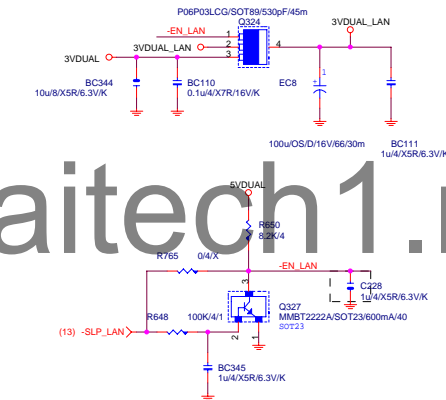 P06P03LCG/SOT89/530pF/45m
Q324
3VDUAL_LAN
-EN_LAN
1
3VDUAL_LAN
2
4
3VDUAL
3
BC344
10u/8/X5R/6.3V/K
BC110
0.1u/4/X7R/16V/K
EC8
+
1
100u/OS/D/16V/66/30m
BC111
1u/4/X5R/6.3V/K
aitech1.
5VDUAL
R650
8.2K/4
R765
0/4/X
-EN_LAN
3
C228
1u/4/X5R/6.3V/K
Q327
MMBT2222A/SOT23/600mA/40
SOT23
R648
100K/4/1
(13) -SLP_LAN
2
1
BC345
1u/4/X5R/6.3V/K